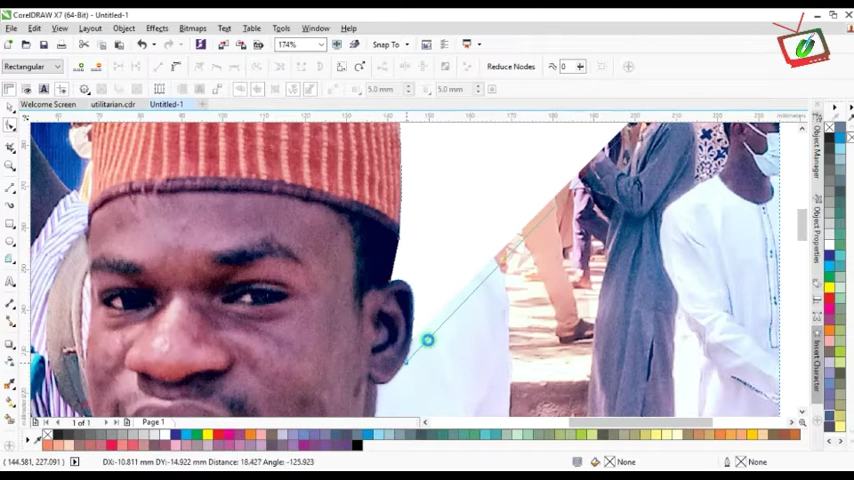 CorelDRAW X7 (64-Bit) - Untitled-1
File Edit View Layout Object Effects Bitmaps Text Table Tools Window Help
174% Snap To
Rectangular Reduce Nodes 0
5.0 mm 5.0 mm
Welcome Screen utilitarian.cdr Untitled-1
millimeters
Object Manager
Object Properties
Insert Character
1 of 1 Page 1
(144.581, 227.091) DX:-10.811 mm DY:-14.922 mm Distance: 18.427 Angle: -125.923 None None